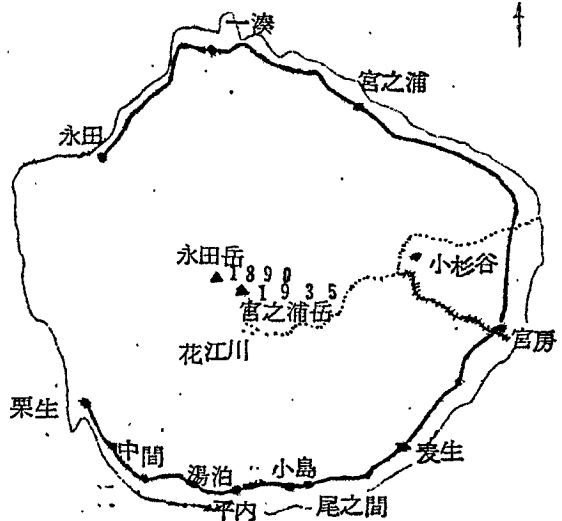 一湊
宮之浦
永田
永田岳
1890
小杉谷
1935
宮之浦岳
宮房
花江川
栗生
麦生
中間
湯泊
小島
平内
尾之間